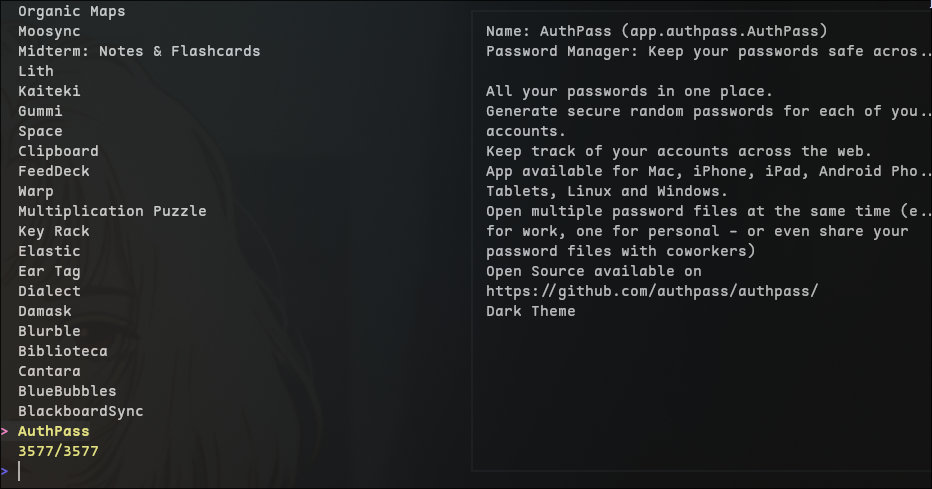 Organic Maps
Moosync
Midterm: Notes & Flashcards
Lith
Kaiteki
Gummi
Space
Clipboard
FeedDeck
Warp
Multiplication Puzzle
Key Rack
Elastic
Ear Tag
Dialect
Damask
Blurble
Biblioteca
Cantara
BlueBubbles
BlackboardSync
> AuthPass
3577/3577
>
Name: AuthPass (app.authpass.AuthPass)
Password Manager: Keep your passwords safe acros..
All your passwords in one place.
Generate secure random passwords for each of you..
accounts.
Keep track of your accounts across the web.
App available for Mac, iPhone, iPad, Android Pho..
Tablets, Linux and Windows.
Open multiple password files at the same time (e..
for work, one for personal - or even share your
password files with coworkers)
Open Source available on
https://github.com/authpass/authpass/
Dark Theme